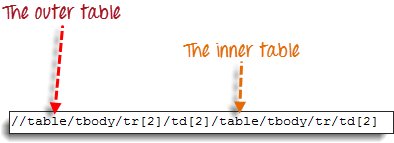 The outer table
The inner table
//table/tbody/tr[2]/td[2]/table/tbody/tr/td[2]